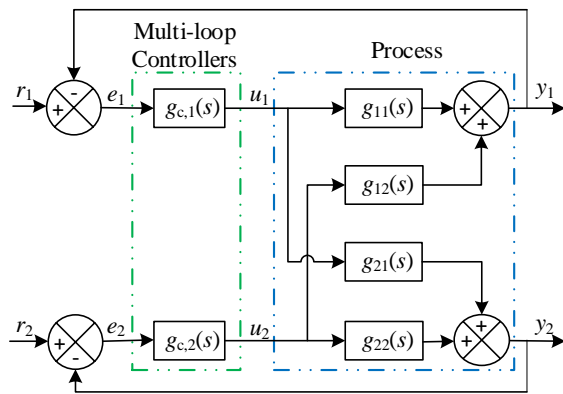 Multi-loop
Controllers
Process
r1
-
+
e1
gc,1(s)
u1
g11(s)
+
+
y1
g12(s)
g21(s)
r2
+
-
e2
gc,2(s)
u2
g22(s)
+
+
y2